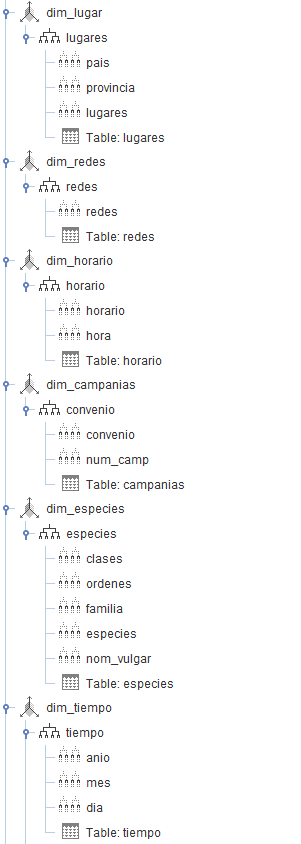 dim_lugar
lugares
pais
provincia
lugares
Table: lugares
dim_redes
redes
redes
Table: redes
dim_horario
horario
horario
hora
Table: horario
dim_campanias
convenio
convenio
num_camp
Table: campanias
dim_especies
especies
clases
ordenes
familia
especies
nom_vulgar
Table: especies
dim_tiempo
tiempo
anio
mes
dia
Table: tiempo